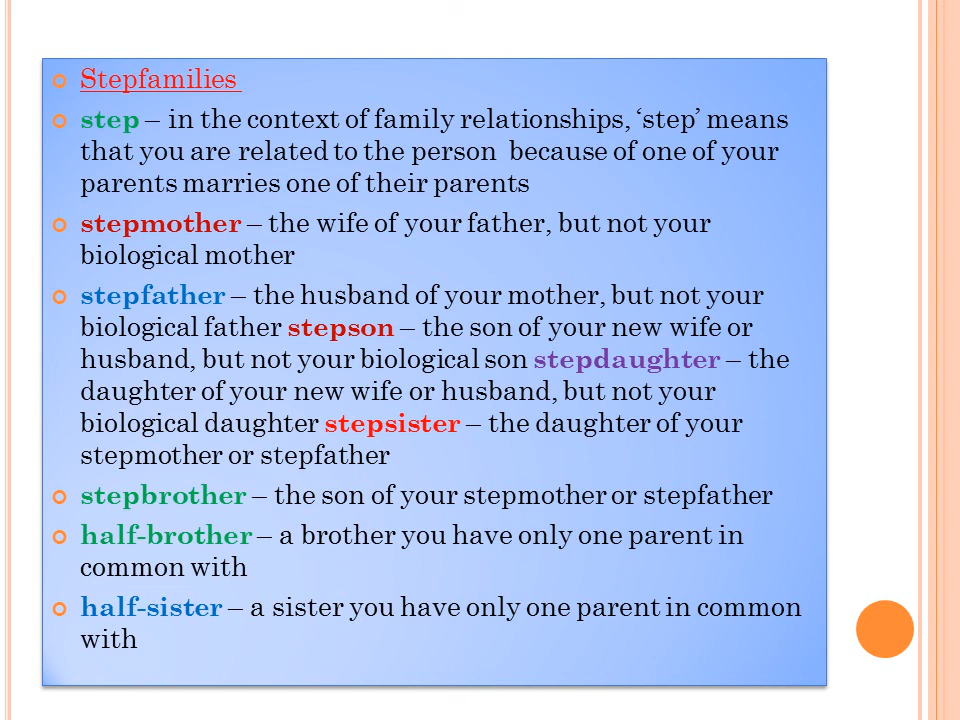 Stepfamilies
step – in the context of family relationships, ‘step’ means
that you are related to the person  because of one of your
parents marries one of their parents
stepmother – the wife of your father, but not your
biological mother
stepfather – the husband of your mother, but not your
biological father stepson – the son of your new wife or
husband, but not your biological son stepdaughter – the
daughter of your new wife or husband, but not your
biological daughter stepsister – the daughter of your
stepmother or stepfather
stepbrother – the son of your stepmother or stepfather
half-brother – a brother you have only one parent in
common with
half-sister – a sister you have only one parent in common
with